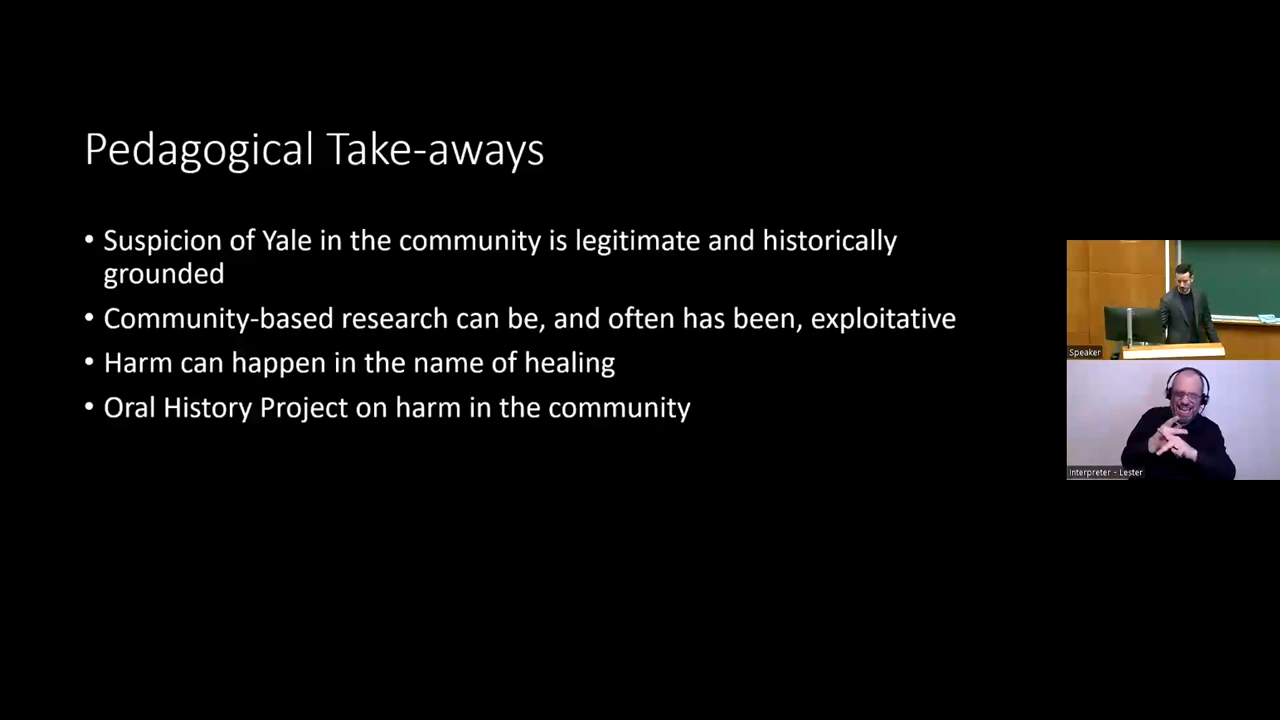 Pedagogical Take-aways
• Suspicion of Yale in the community is legitimate and historically
grounded
• Community-based research can be, and often has been, exploitative
• Harm can happen in the name of healing
• Oral History Project on harm in the community
Speaker
Interpreter - Lester